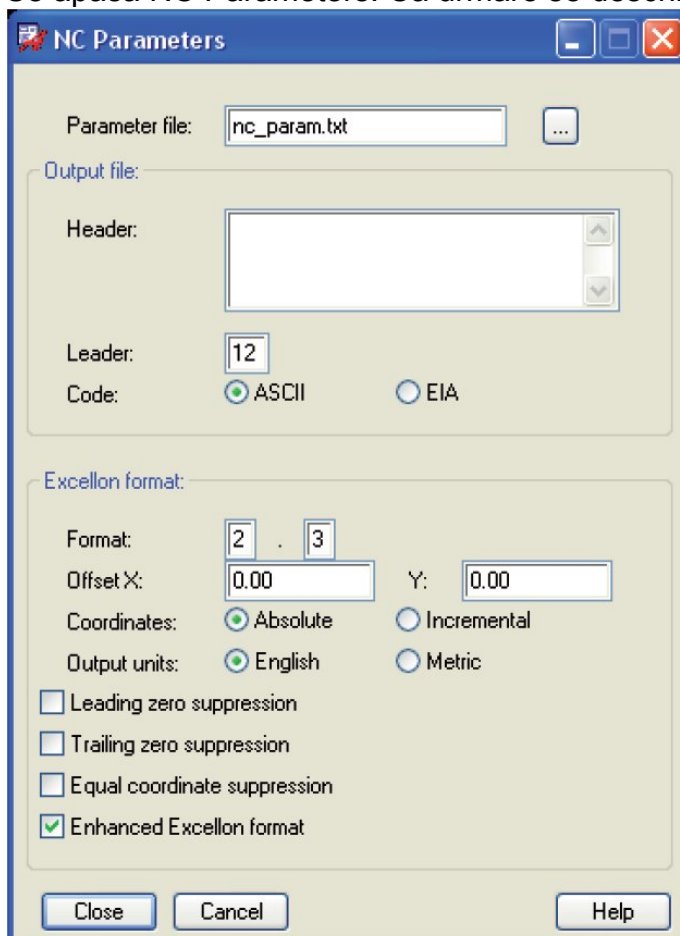 NC Parameters
Parameter file: nc_param.txt ...
Output file:
Header:
Leader: 12
Code: ASCII EIA
Excellon format:
Format: 2 . 3
Offset X: 0.00 Y: 0.00
Coordinates: Absolute Incremental
Output units: English Metric
Leading zero suppression
Trailing zero suppression
Equal coordinate suppression
Enhanced Excellon format
Close Cancel Help